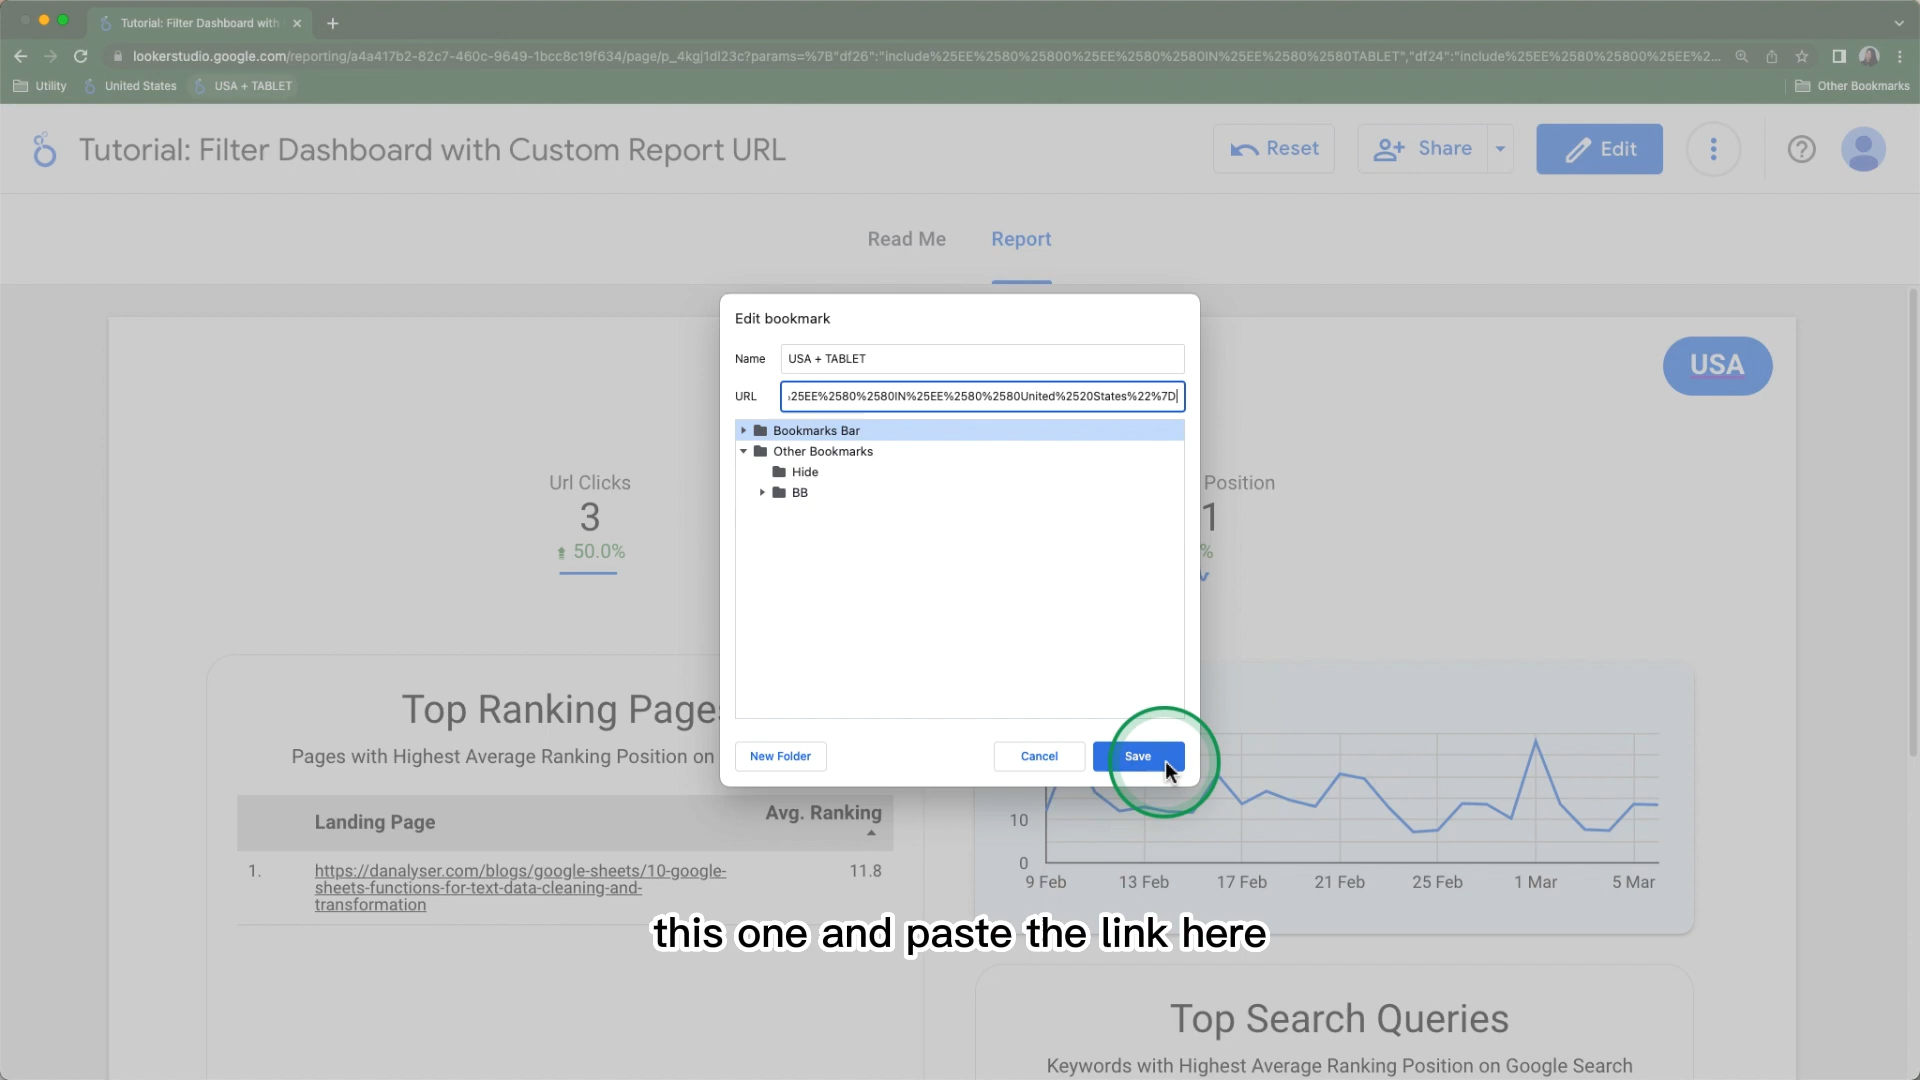 Tutorial: Filter Dashboard with
lookerstudio.google.com/reporting/a4a417b2-82c7-460c-9649-1bcc8c19f634/page/p_4kgj1dl23c?params=%7B"df26":"include%25EE%2580%25800%25EE%2580%2580IN%25EE%2580%2580TABLET","df24":"include%25EE%2580%25800%25EE%2...
Utility
United States
USA + TABLET
Other Bookmarks
Tutorial: Filter Dashboard with Custom Report URL
Reset
Share
Edit
Read Me
Report
Edit bookmark
Name
USA + TABLET
URL
25EE%2580%2580IN%25EE%2580%2580United%2520States%22%7D
Bookmarks Bar
Other Bookmarks
Hide
BB
New Folder
Cancel
Save
USA
Url Clicks
3
50.0%
Position
1
%
Top Ranking Pages
Pages with Highest Average Ranking Position on
Landing Page
Avg. Ranking
1.
https://danalyser.com/blogs/google-sheets/10-google-
sheets-functions-for-text-data-cleaning-and-
transformation
11.8
10
0
9 Feb
13 Feb
17 Feb
21 Feb
25 Feb
1 Mar
5 Mar
this one and paste the link here
Top Search Queries
Keywords with Highest Average Ranking Position on Google Search